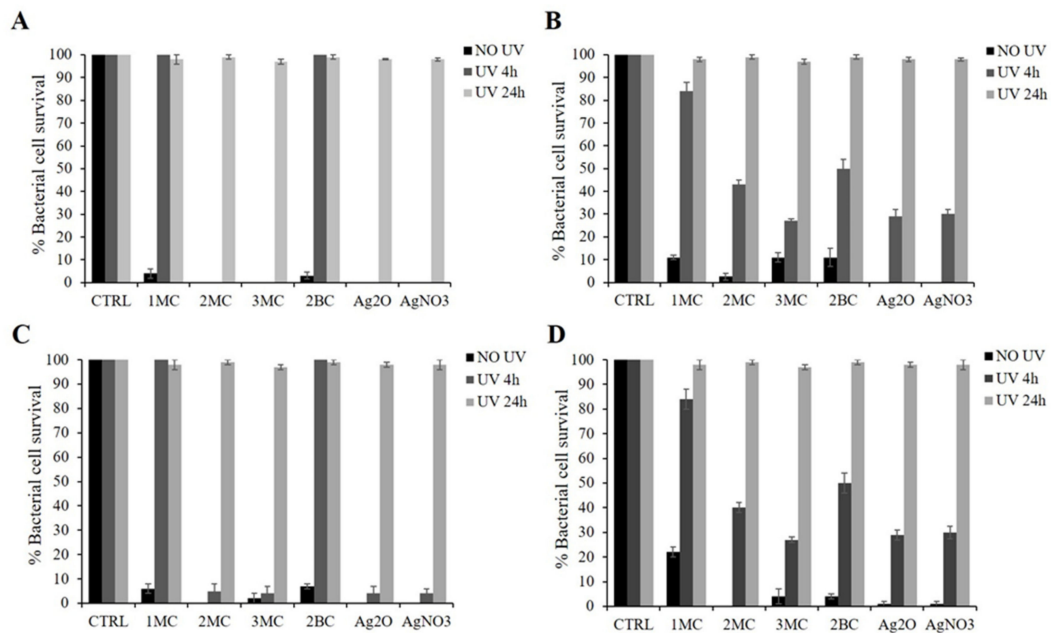 A
% Bacterial cell survival
100
90
80
70
60
50
40
30
20
10
0
CTRL 1MC 2MC 3MC 2BC Ag2O AgNO3
NO UV
UV 4h
UV 24h
B
% Bacterial cell survival
100
90
80
70
60
50
40
30
20
10
0
CTRL 1MC 2MC 3MC 2BC Ag2O AgNO3
NO UV
UV 4h
UV 24h
C
% Bacterial cell survival
100
90
80
70
60
50
40
30
20
10
0
CTRL 1MC 2MC 3MC 2BC Ag2O AgNO3
NO UV
UV 4h
UV 24h
D
% Bacterial cell survival
100
90
80
70
60
50
40
30
20
10
0
CTRL 1MC 2MC 3MC 2BC Ag2O AgNO3
NO UV
UV 4h
UV 24h